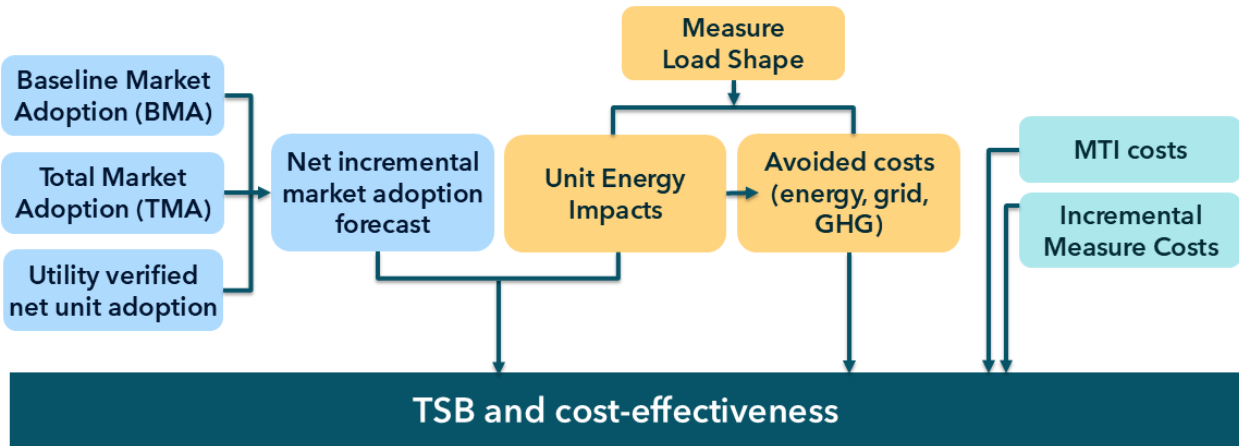 Measure
Load Shape
Baseline Market
Adoption (BMA)
Total Market
Adoption (TMA)
Utility verified
net unit adoption
Net incremental
market adoption
forecast
Unit Energy
Impacts
Avoided costs
(energy, grid,
GHG)
MTI costs
Incremental
Measure Costs
TSB and cost-effectiveness